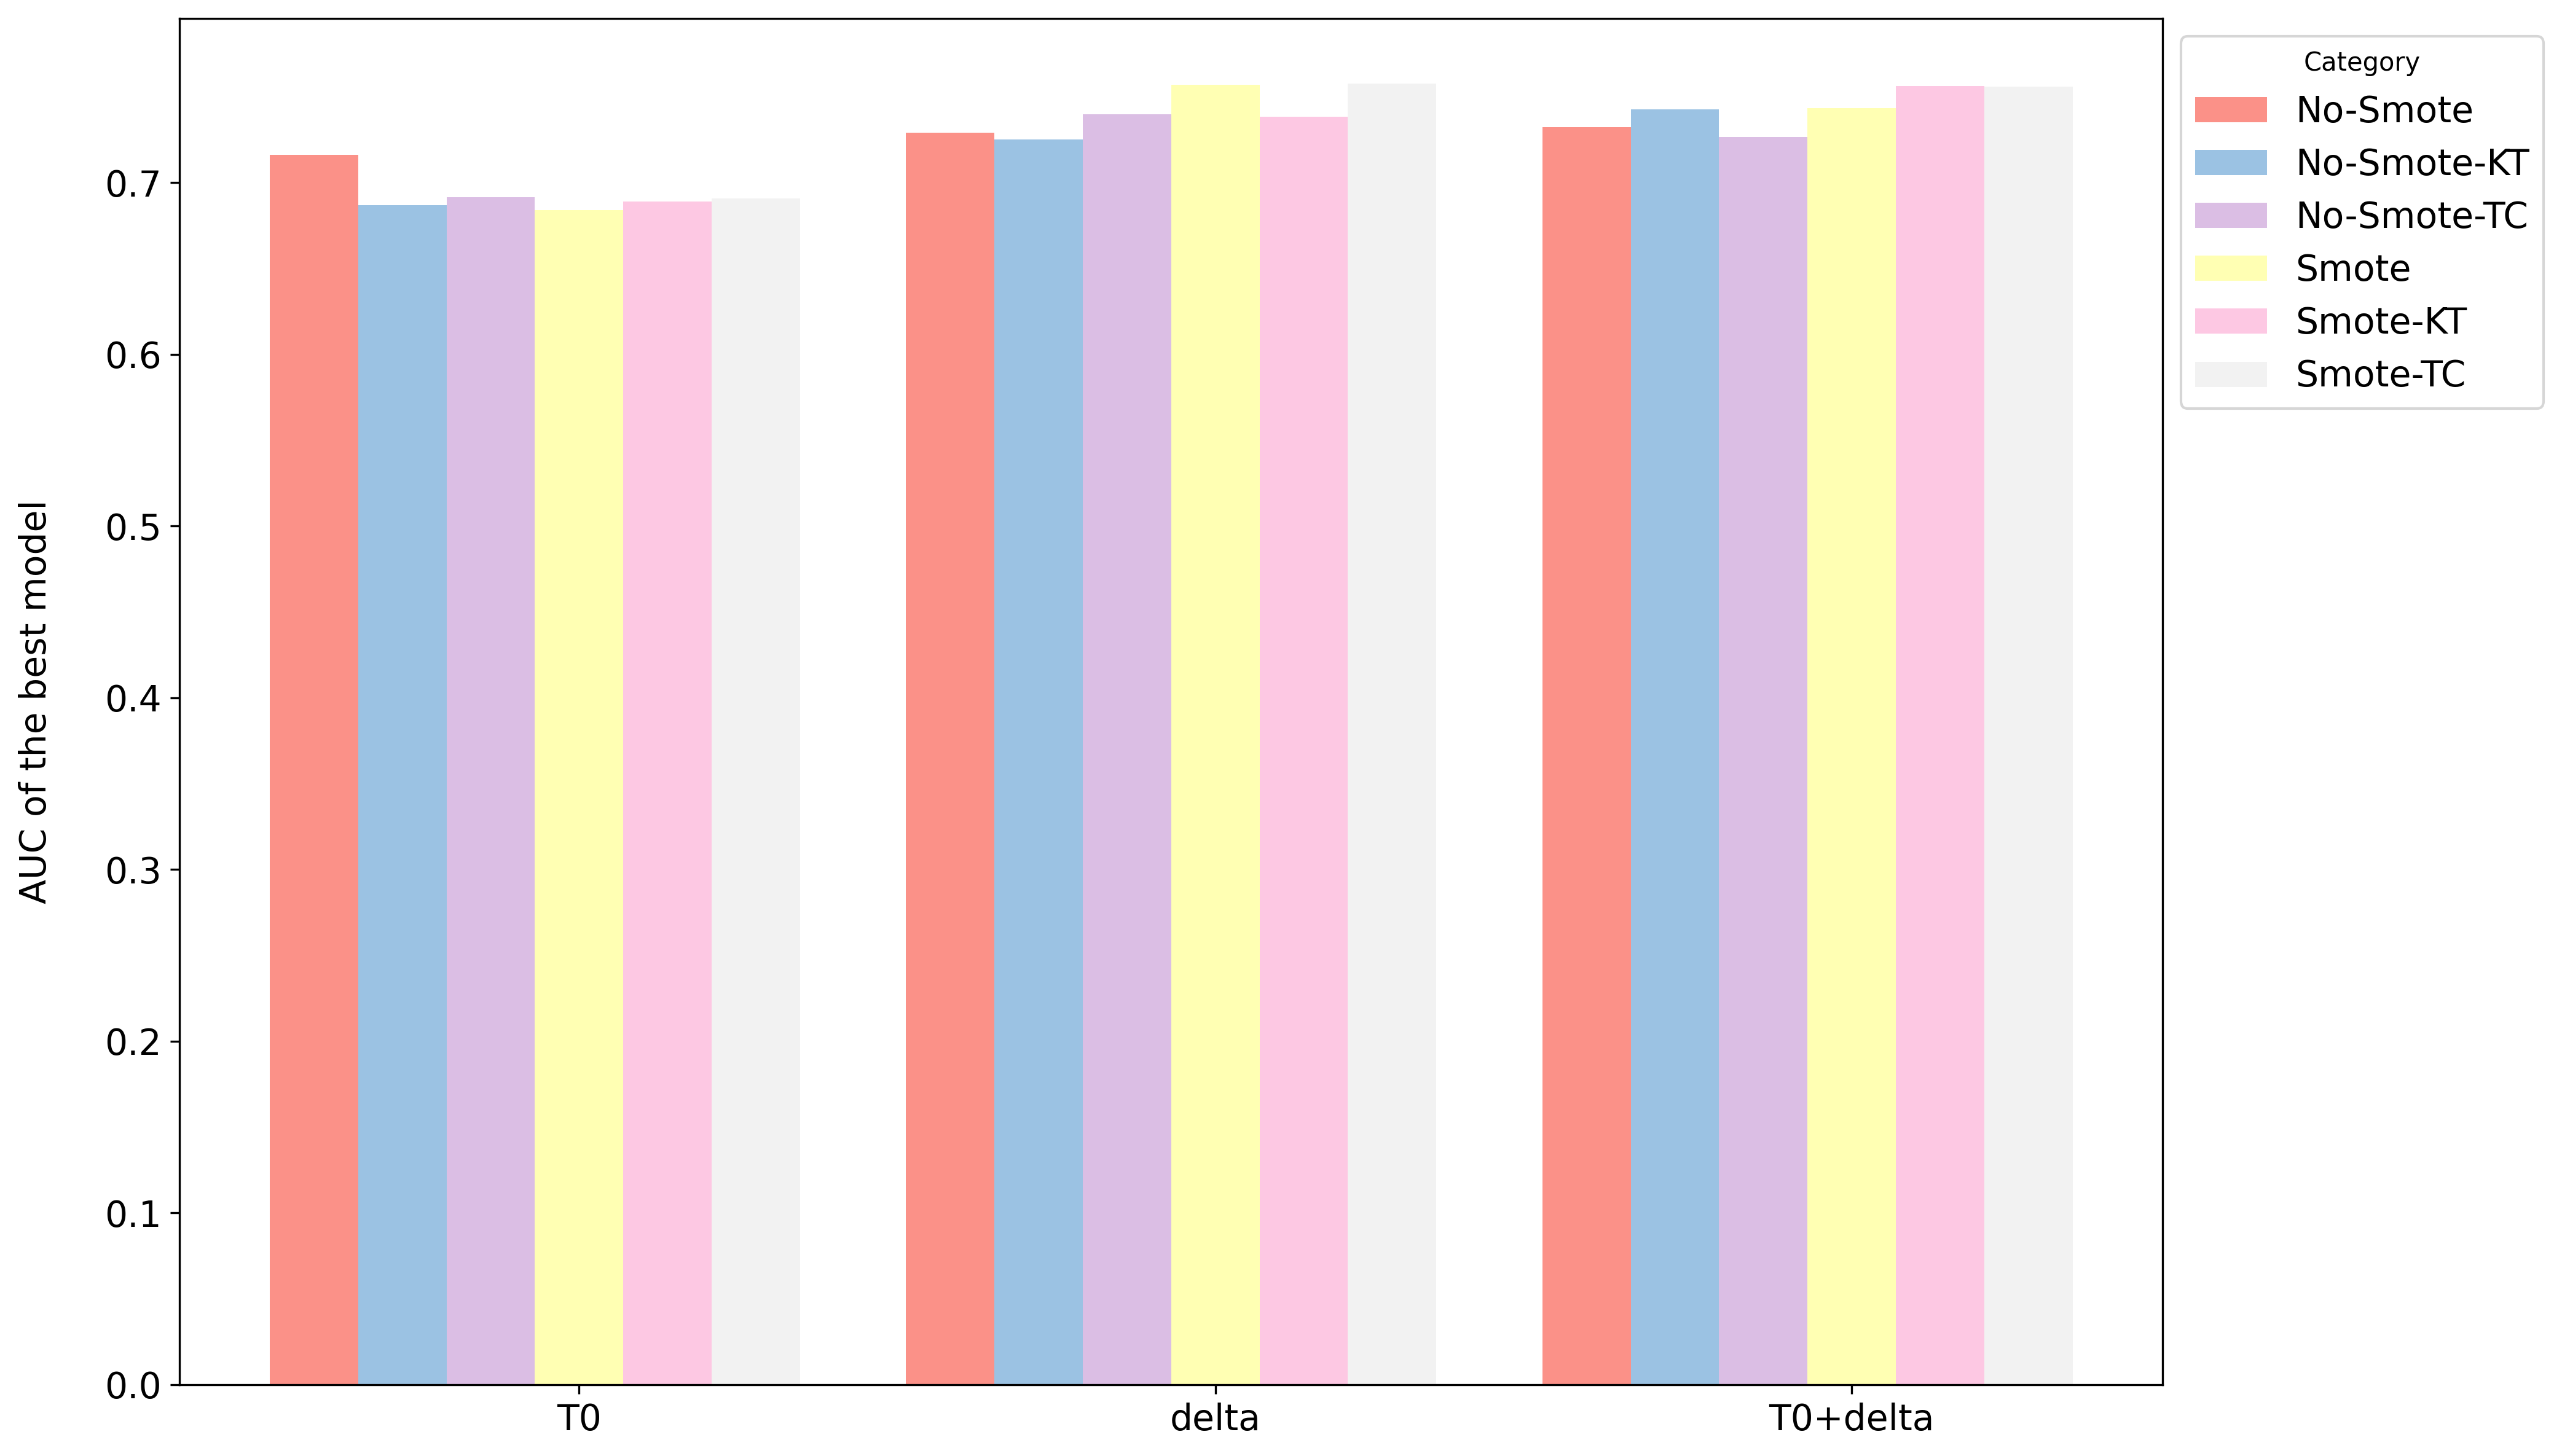 AUC of the best model
0.7
0.6
0.5
0.4
0.3
0.2
0.1
0.0
T0
delta
T0+delta
Category
No-Smote
No-Smote-KT
No-Smote-TC
Smote
Smote-KT
Smote-TC